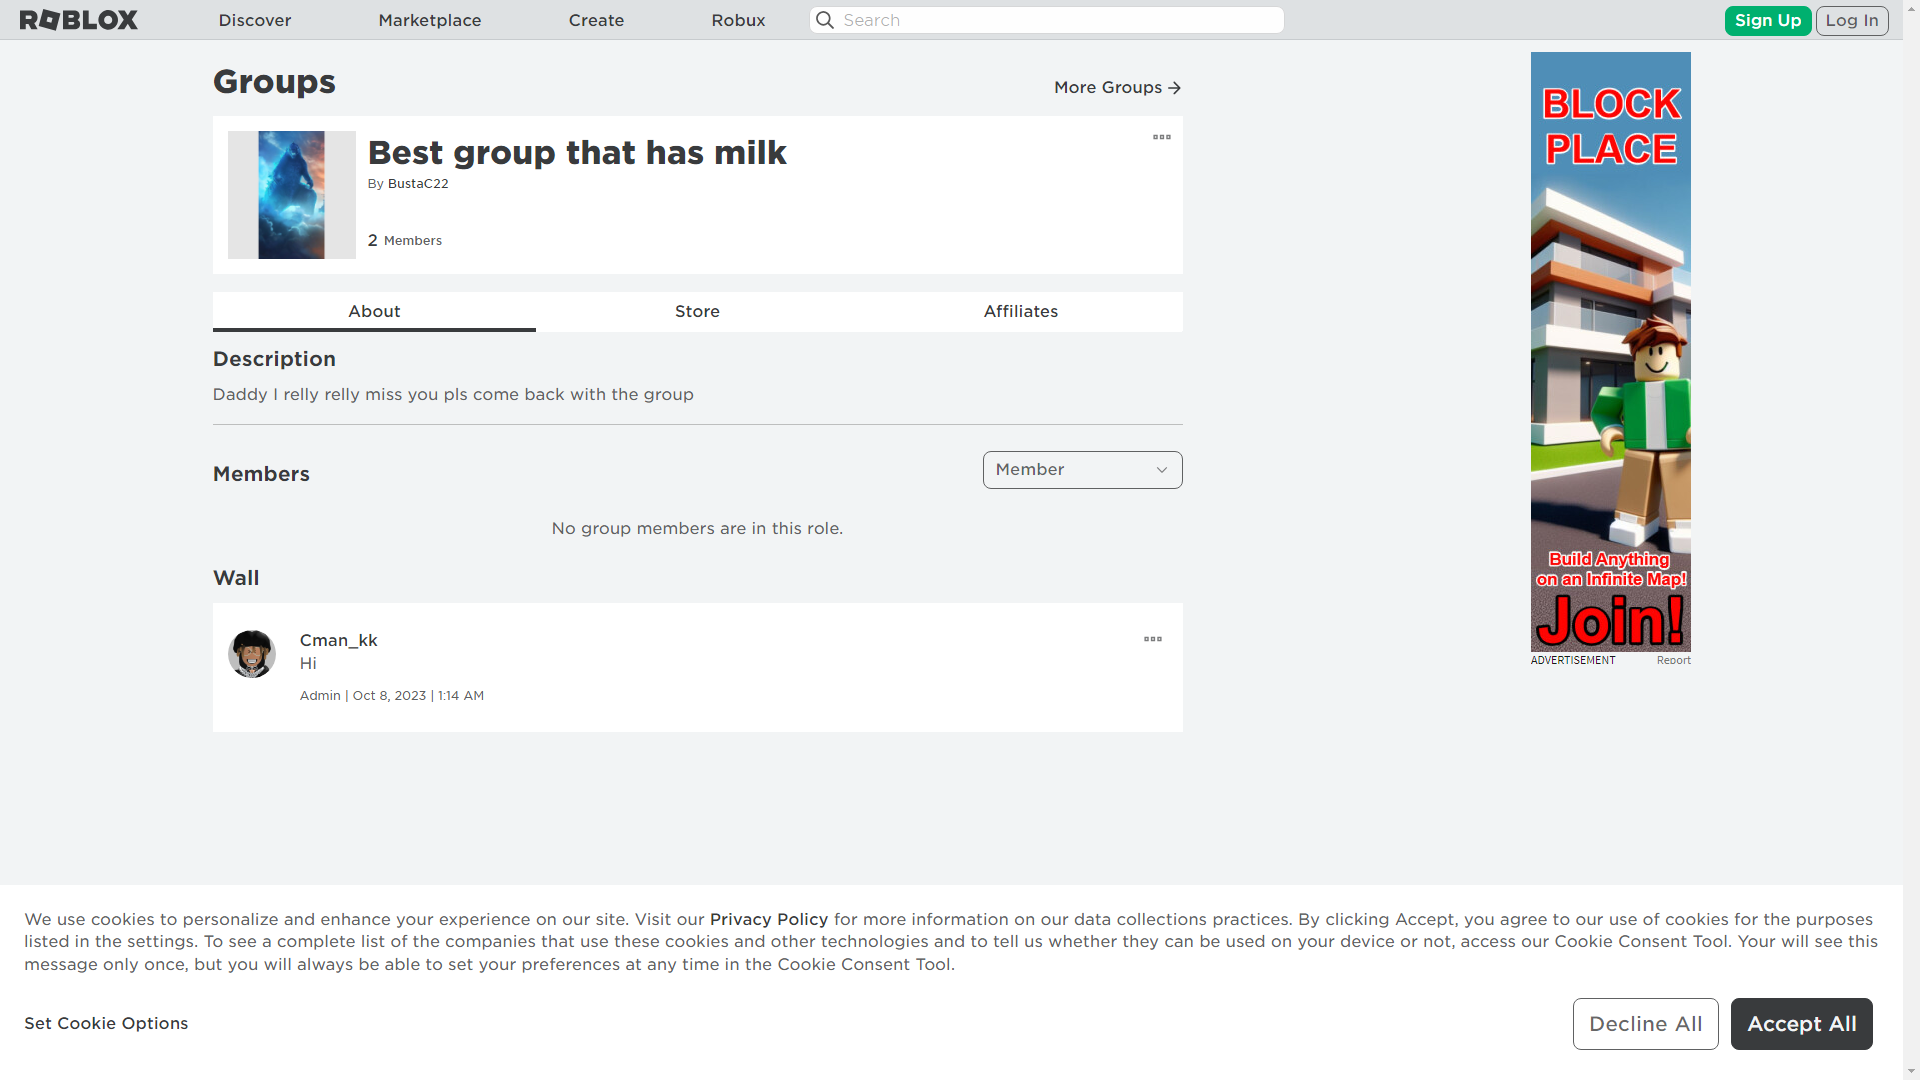 ROBLOX
Discover
Marketplace
Create
Robux
Search
Sign Up
Log In
Groups
More Groups
Best group that has milk
By BustaC22
2 Members
About
Store
Affiliates
Description
Daddy I relly relly miss you pls come back with the group
Members
Member
No group members are in this role.
Wall
Cman_kk
Hi
Admin | Oct 8, 2023 | 1:14 AM
BLOCK
PLACE
Build Anything
on an Infinite Map!
Join!
ADVERTISEMENT
Report
We use cookies to personalize and enhance your experience on our site. Visit our Privacy Policy for more information on our data collections practices. By clicking Accept, you agree to our use of cookies for the purposes
listed in the settings. To see a complete list of the companies that use these cookies and other technologies and to tell us whether they can be used on your device or not, access our Cookie Consent Tool. Your will see this
message only once, but you will always be able to set your preferences at any time in the Cookie Consent Tool.
Set Cookie Options
Decline All
Accept All